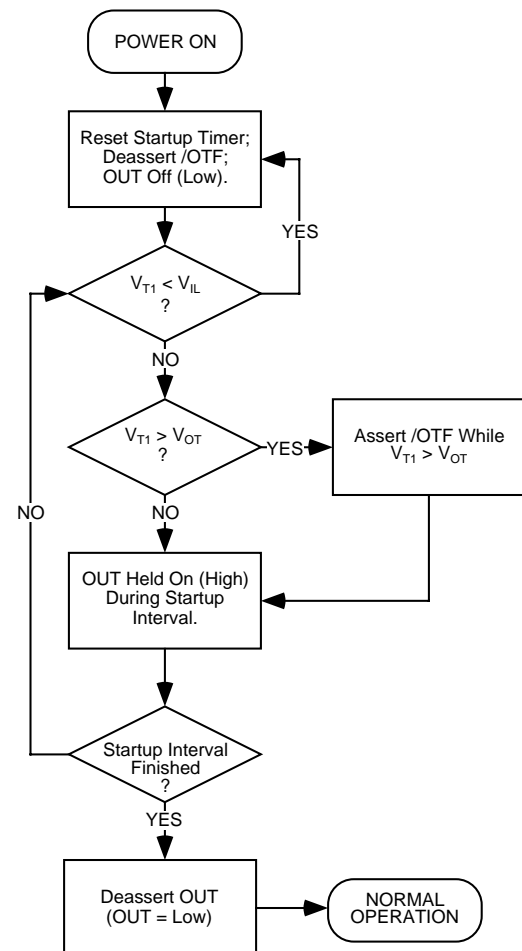 POWER ON
Reset Startup Timer;
Deassert /OTF;
OUT Off (Low).
YES
V_T1 < V_IL
?
NO
V_T1 > V_OT
?
YES
Assert /OTF While
V_T1 > V_OT
NO
NO
OUT Held On (High)
During Startup
Interval.
Startup Interval
Finished
?
YES
Deassert OUT
(OUT = Low)
NORMAL
OPERATION